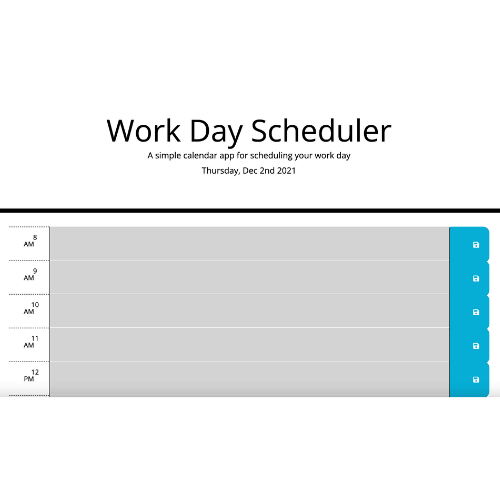 Work Day Scheduler
A simple calendar app for scheduling your work day
Thursday, Dec 2nd 2021
8
AM
9
AM
10
AM
11
AM
12
PM